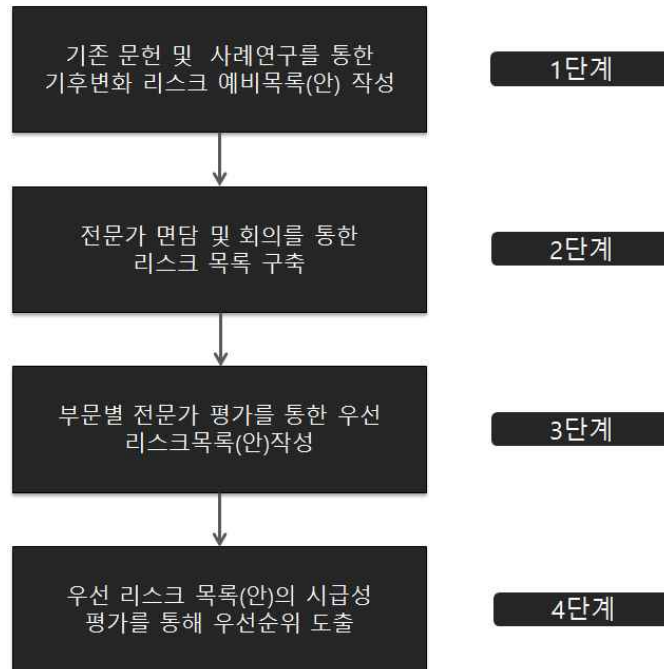 기존 문헌 및 사례연구를 통한
기후변화 리스크 예비목록(안) 작성
1단계
전문가 면담 및 회의를 통한
리스크 목록 구축
2단계
부문별 전문가 평가를 통한 우선
리스크목록(안)작성
3단계
우선 리스크 목록(안)의 시급성
평가를 통해 우선순위 도출
4단계